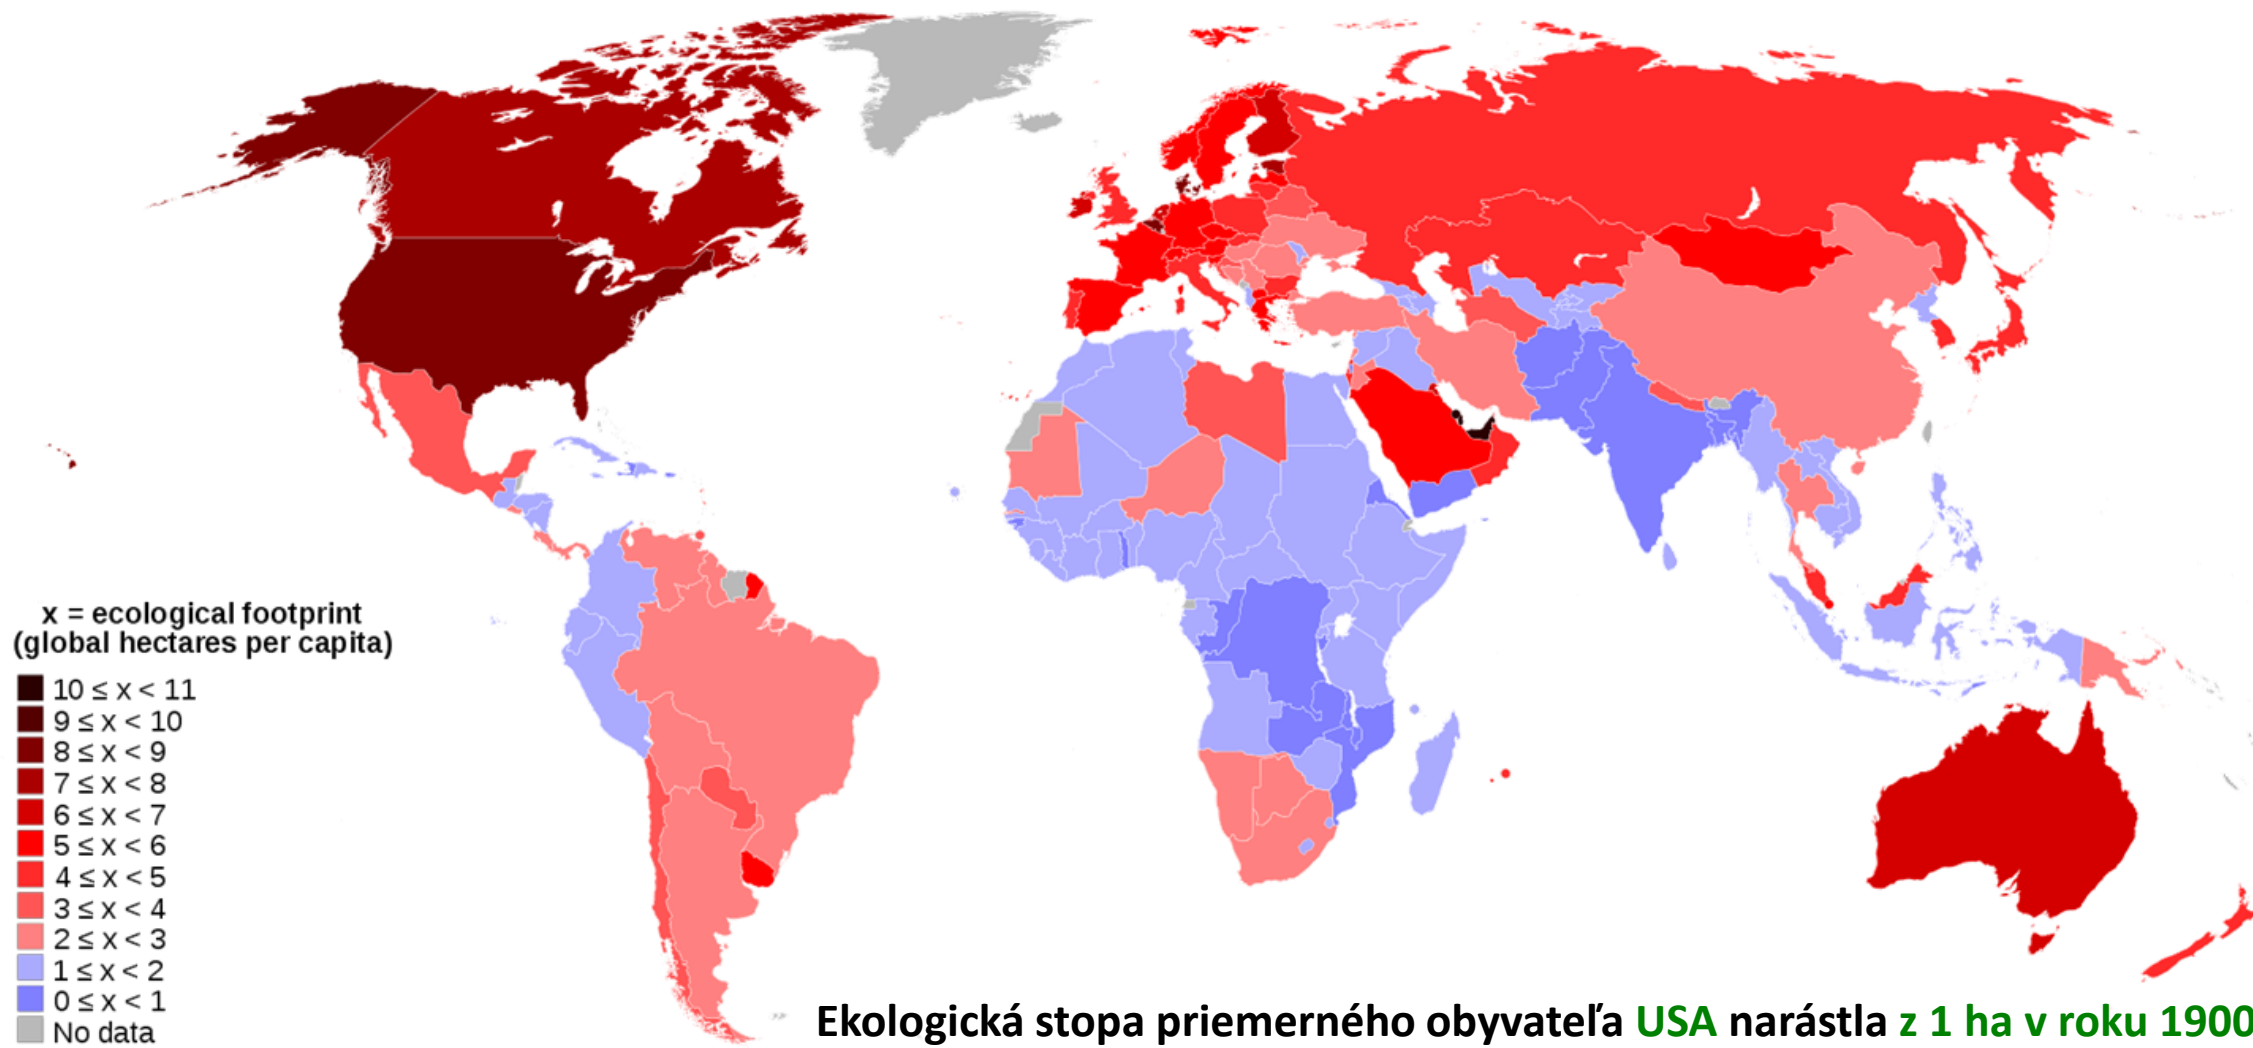 x = ecological footprint
(global hectares per capita)
10 ≤ x < 11
9 ≤ x < 10
8 ≤ x < 9
7 ≤ x < 8
6 ≤ x < 7
5 ≤ x < 6
4 ≤ x < 5
3 ≤ x < 4
2 ≤ x < 3
1 ≤ x < 2
0 ≤ x < 1
No data
Ekologická stopa priemerného obyvateľa USA narástla z 1 ha v roku 1900